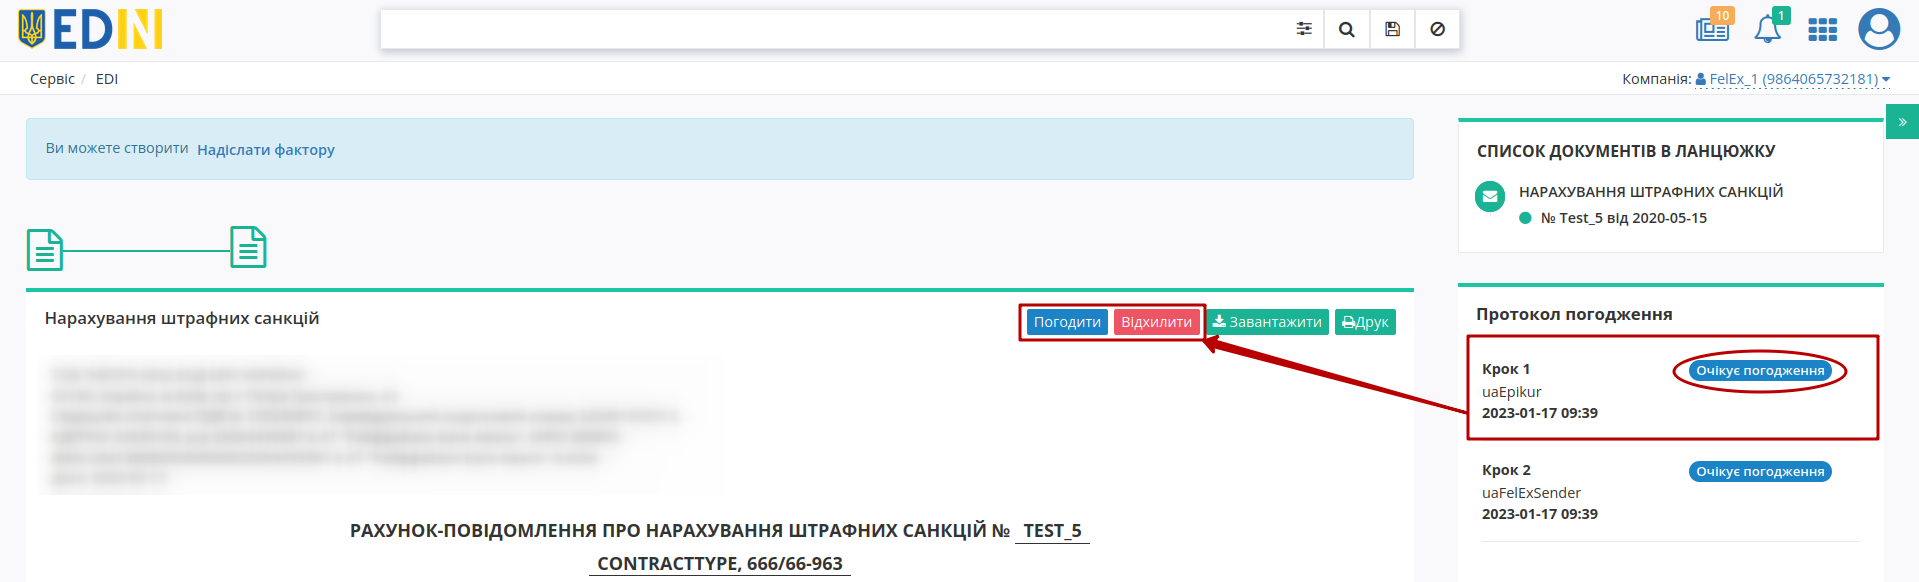 EDIN
10
1
Сервіс / EDI
Компанія: FelEx_1 (9864065732181)
Ви можете створити Надіслати фактору
»
СПИСОК ДОКУМЕНТІВ В ЛАНЦЮЖКУ
НАРАХУВАННЯ ШТРАФНИХ САНКЦІЙ
№ Test_5 від 2020-05-15
Нарахування штрафних санкцій
Погодити Відхилити Завантажити Друк
Протокол погодження
Крок 1 Очікує погодження
uaEpikur
2023-01-17 09:39
Крок 2 Очікує погодження
uaFelExSender
2023-01-17 09:39
РАХУНОК-ПОВІДОМЛЕННЯ ПРО НАРАХУВАННЯ ШТРАФНИХ САНКЦІЙ № TEST_5
CONTRACTTYPE, 666/66-963